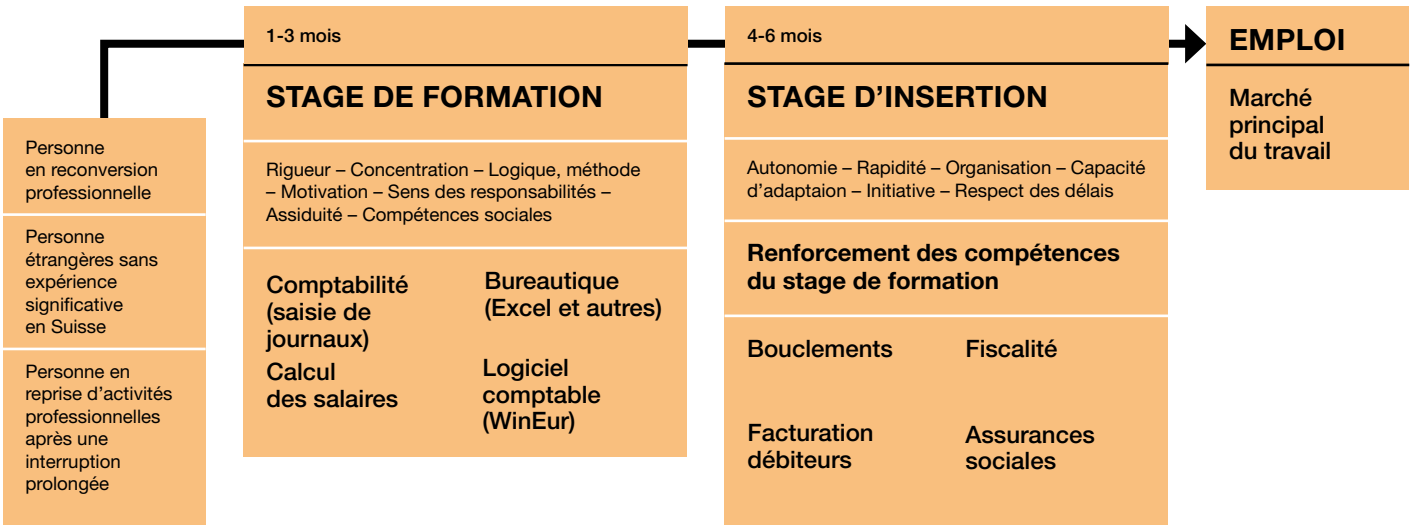 Personne
en reconversion
professionnelle
Personne
étrangères sans
expérience
significative
en Suisse
Personne en
reprise d'activités
professionnelles
après une
interruption
prolongée
1-3 mois
STAGE DE FORMATION
Rigueur – Concentration – Logique, méthode
– Motivation – Sens des responsabilités –
Assiduité – Compétences sociales
Comptabilité
(saisie de
journaux)
Bureautique
(Excel et autres)
Calcul
des salaires
Logiciel
comptable
(WinEur)
4-6 mois
STAGE D'INSERTION
Autonomie – Rapidité – Organisation – Capacité
d'adaptaion – Initiative – Respect des délais
Renforcement des compétences
du stage de formation
Bouclements
Fiscalité
Facturation
débiteurs
Assurances
sociales
EMPLOI
Marché
principal
du travail